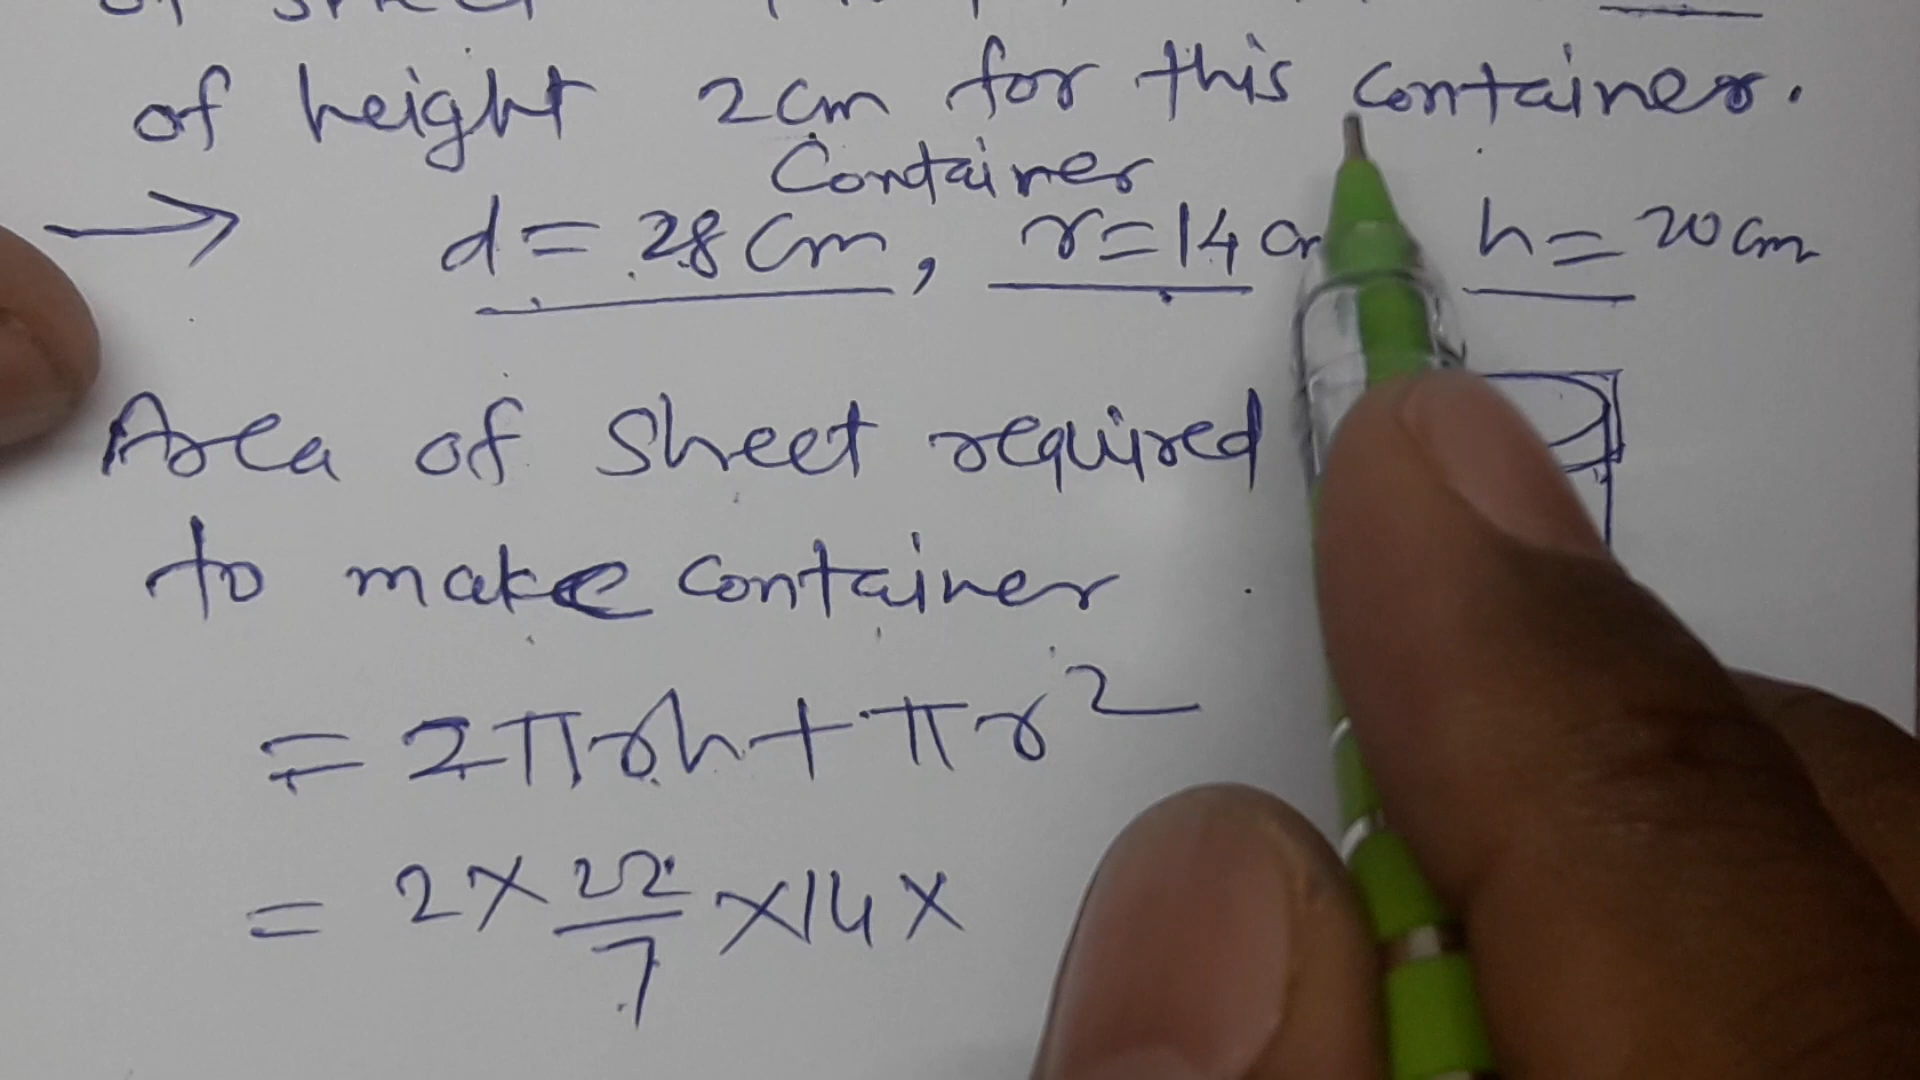 of height 2cm for this container.
Container
→ d = 28 cm, r = 14 h = 20 cm
Area of Sheet required
to make container
= 2πrh + πr²
= 2 × 22/7 × 14 ×